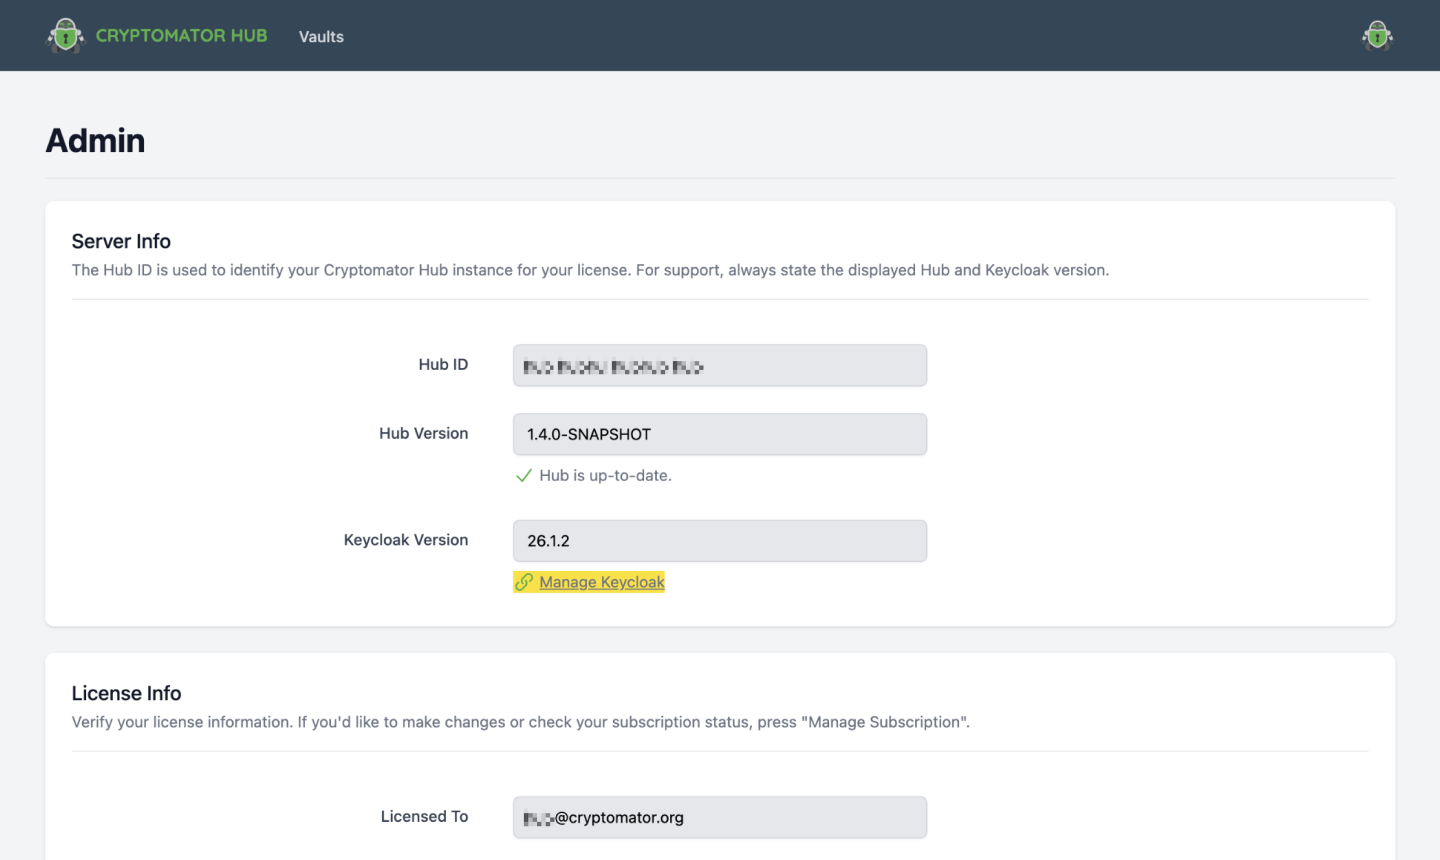 CRYPTOMATOR HUB
Vaults
Admin
Server Info
The Hub ID is used to identify your Cryptomator Hub instance for your license. For support, always state the displayed Hub and Keycloak version.
Hub ID
Hub Version
1.4.0-SNAPSHOT
Hub is up-to-date.
Keycloak Version
26.1.2
Manage Keycloak
License Info
Verify your license information. If you'd like to make changes or check your subscription status, press "Manage Subscription".
Licensed To
@cryptomator.org